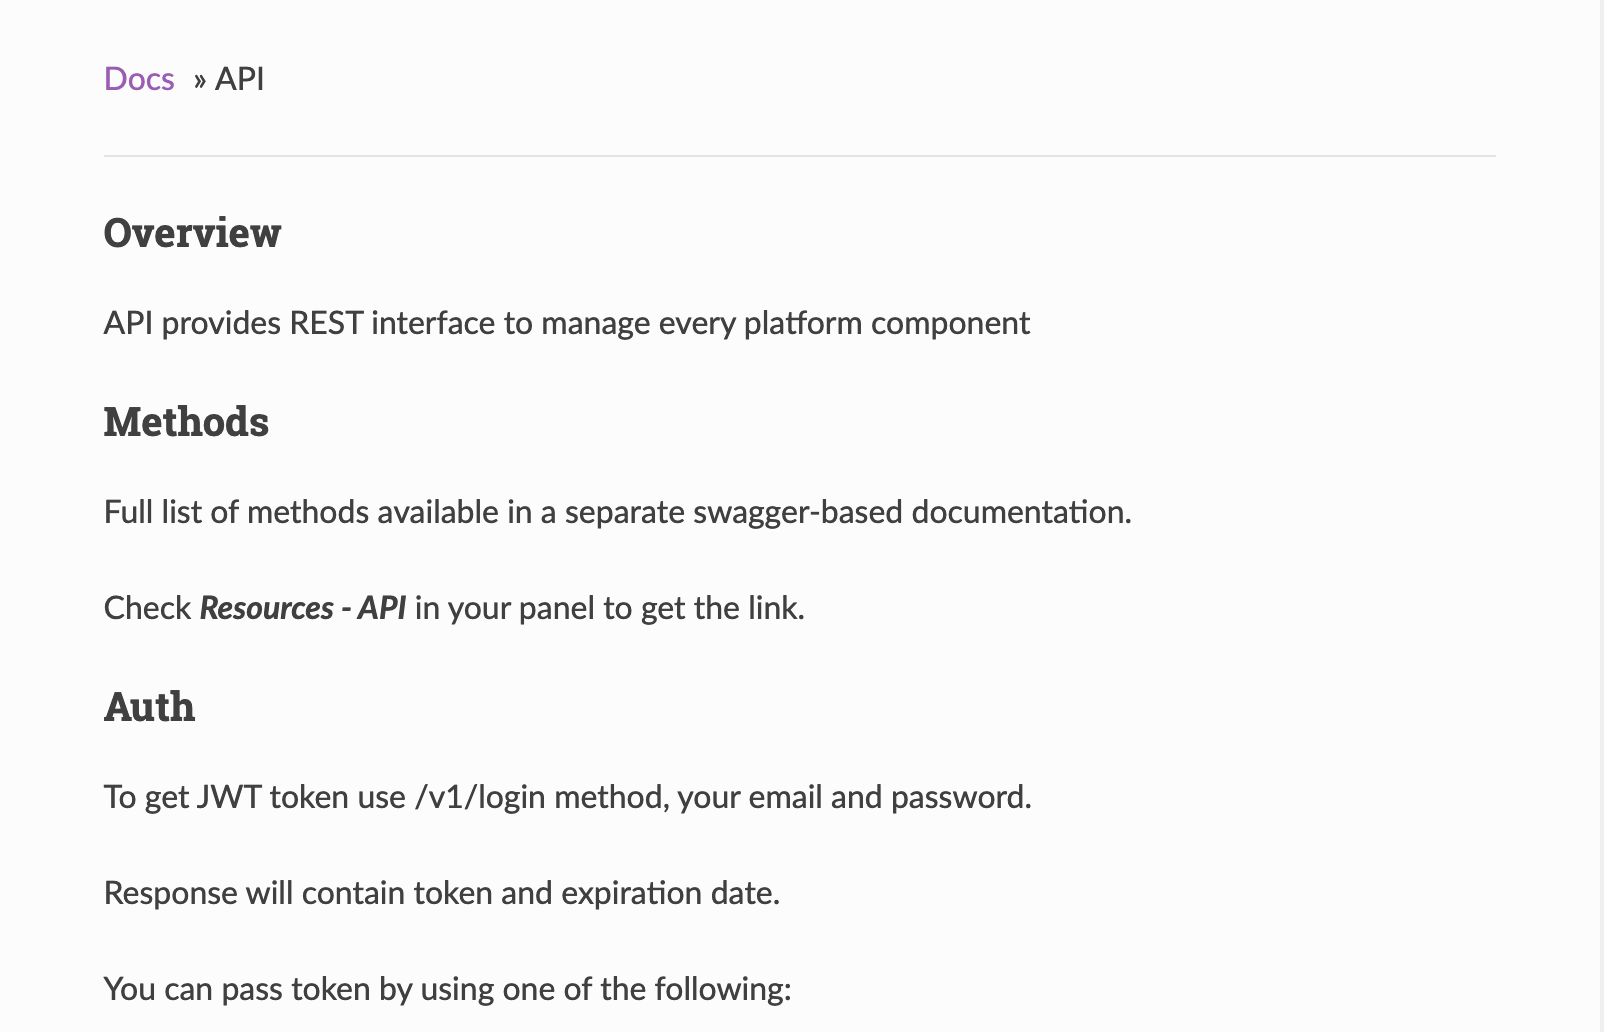 Docs » API
Overview
API provides REST interface to manage every platform component
Methods
Full list of methods available in a separate swagger-based documentation.
Check Resources - API in your panel to get the link.
Auth
To get JWT token use /v1/login method, your email and password.
Response will contain token and expiration date.
You can pass token by using one of the following: